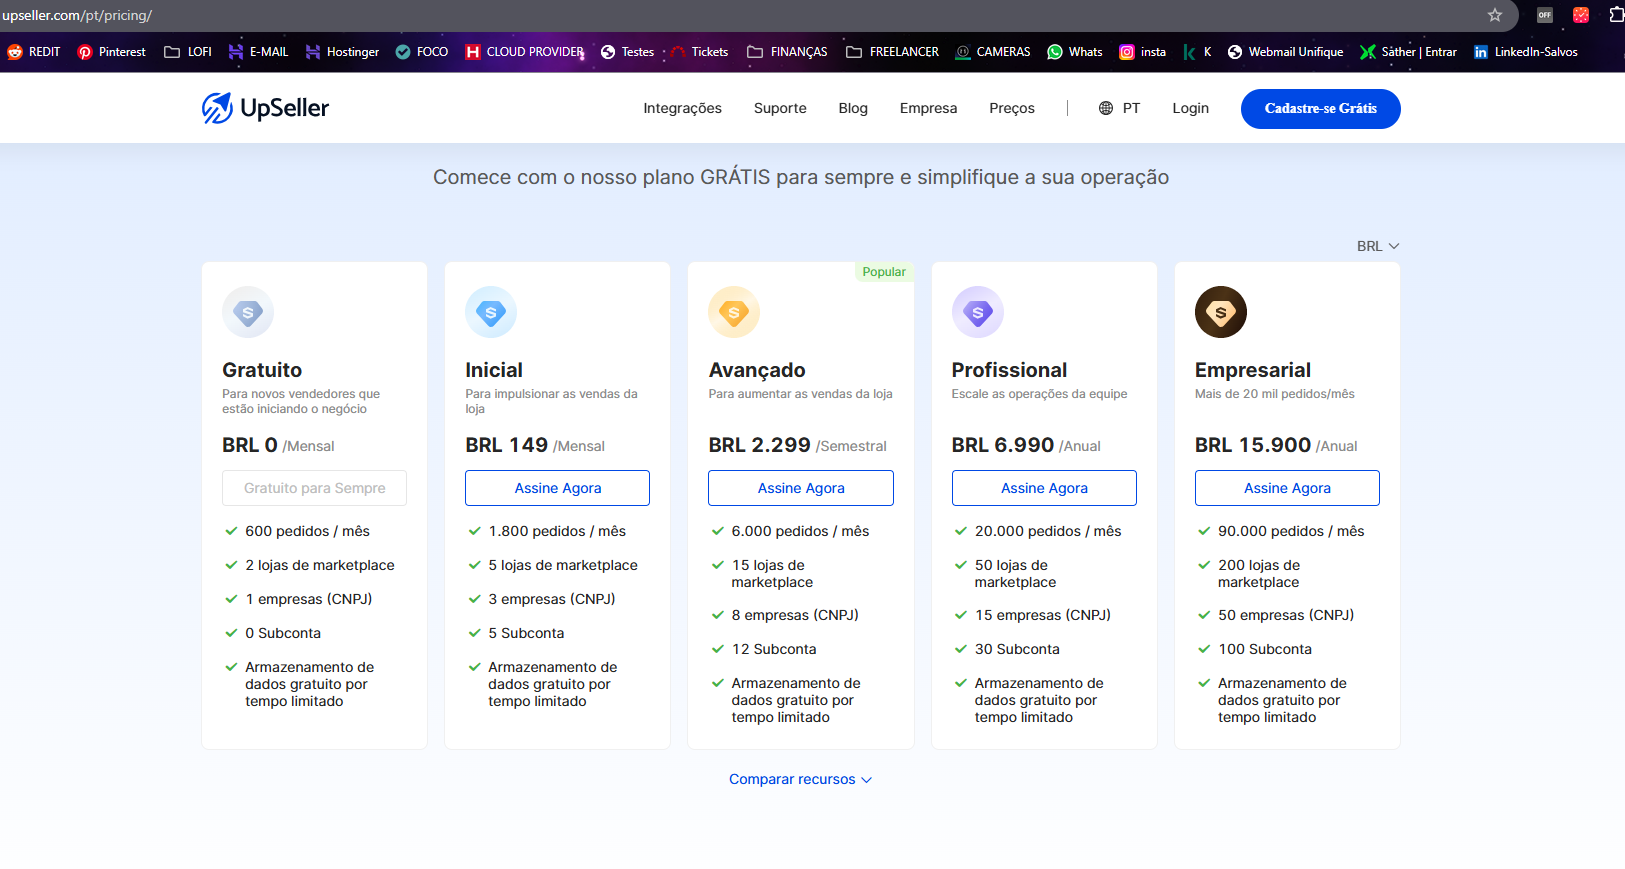 upseller.com/pt/pricing/
OFF
REDIT Pinterest LOFI E-MAIL Hostinger FOCO CLOUD PROVIDER Testes Tickets FINANÇAS FREELANCER CAMERAS Whats insta K Webmail Unifique Sàther | Entrar LinkedIn-Salvos
UpSeller Integrações Suporte Blog Empresa Preços PT Login Cadastre-se Grátis
Comece com o nosso plano GRÁTIS para sempre e simplifique a sua operação
BRL
Gratuito
Para novos vendedores que
estão iniciando o negócio
BRL 0 /Mensal
Gratuito para Sempre
600 pedidos / mês
2 lojas de marketplace
1 empresas (CNPJ)
0 Subconta
Armazenamento de
dados gratuito por
tempo limitado
Inicial
Para impulsionar as vendas da
loja
BRL 149 /Mensal
Assine Agora
1.800 pedidos / mês
5 lojas de marketplace
3 empresas (CNPJ)
5 Subconta
Armazenamento de
dados gratuito por
tempo limitado
Popular
Avançado
Para aumentar as vendas da loja
BRL 2.299 /Semestral
Assine Agora
6.000 pedidos / mês
15 lojas de
marketplace
8 empresas (CNPJ)
12 Subconta
Armazenamento de
dados gratuito por
tempo limitado
Profissional
Escale as operações da equipe
BRL 6.990 /Anual
Assine Agora
20.000 pedidos / mês
50 lojas de
marketplace
15 empresas (CNPJ)
30 Subconta
Armazenamento de
dados gratuito por
tempo limitado
Empresarial
Mais de 20 mil pedidos/mês
BRL 15.900 /Anual
Assine Agora
90.000 pedidos / mês
200 lojas de
marketplace
50 empresas (CNPJ)
100 Subconta
Armazenamento de
dados gratuito por
tempo limitado
Comparar recursos